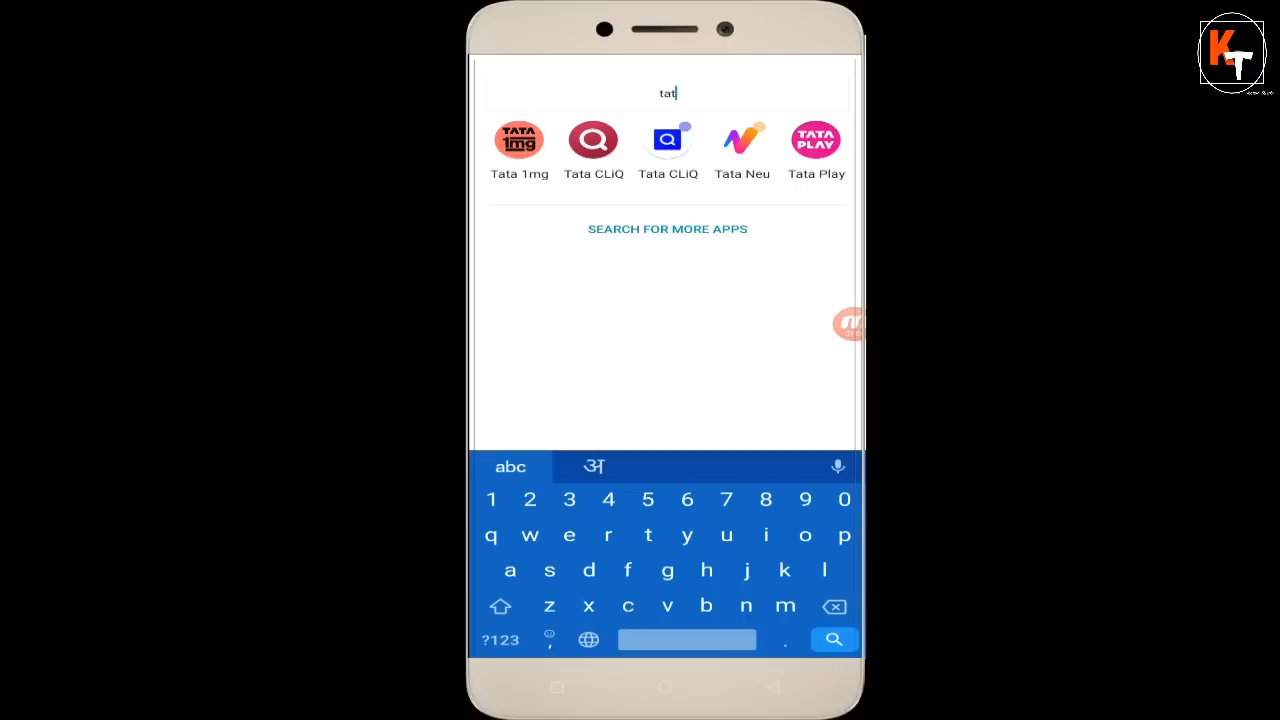 KT
tat
TATA 1mg
TATA PLAY
Tata 1mg Tata CLiQ Tata CLiQ Tata Neu Tata Play
SEARCH FOR MORE APPS
abc अ
1 2 3 4 5 6 7 8 9 0
q w e r t y u i o p
a s d f g h j k l
z x c v b n m
?123 , .